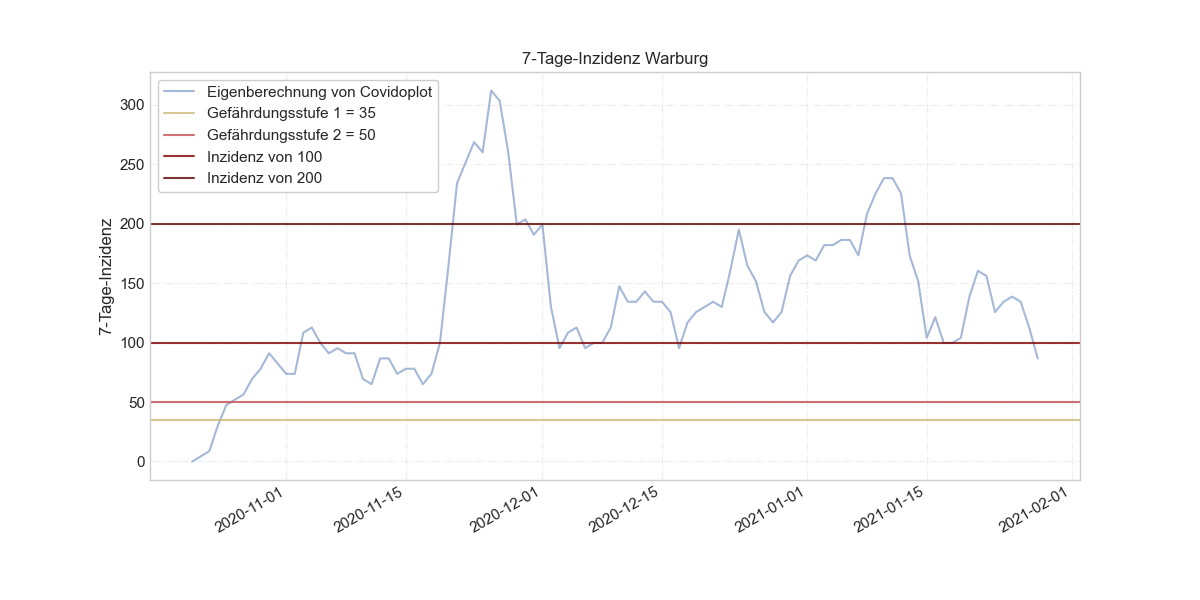 7-Tage-Inzidenz Warburg
Eigenberechnung von Covidoplot
Gefährdungsstufe 1 = 35
Gefährdungsstufe 2 = 50
Inzidenz von 100
Inzidenz von 200
7-Tage-Inzidenz
300
250
200
150
100
50
0
2020-11-01
2020-11-15
2020-12-01
2020-12-15
2021-01-01
2021-01-15
2021-02-01